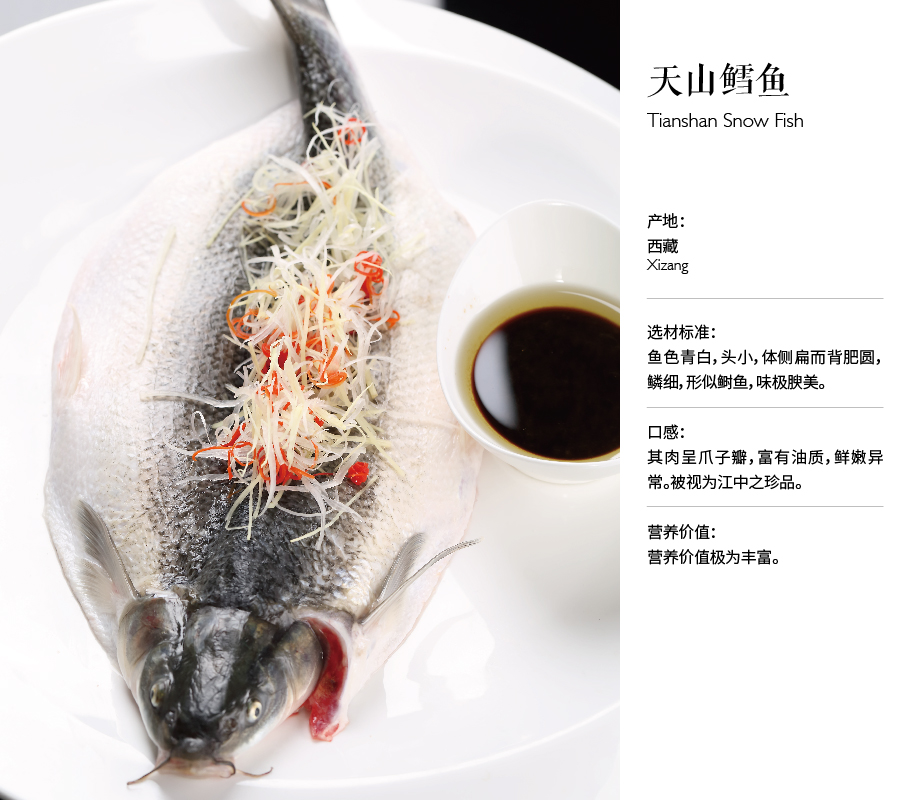 天山鳕鱼
Tianshan Snow Fish
产地：
西藏
Xizang
选材标准：
鱼色青白，头小，体侧扁而背肥圆，
鳞细，形似鲥鱼，味极腴美。
口感：
其肉呈爪子瓣，富有油质，鲜嫩异
常。被视为江中之珍品。
营养价值：
营养价值极为丰富。